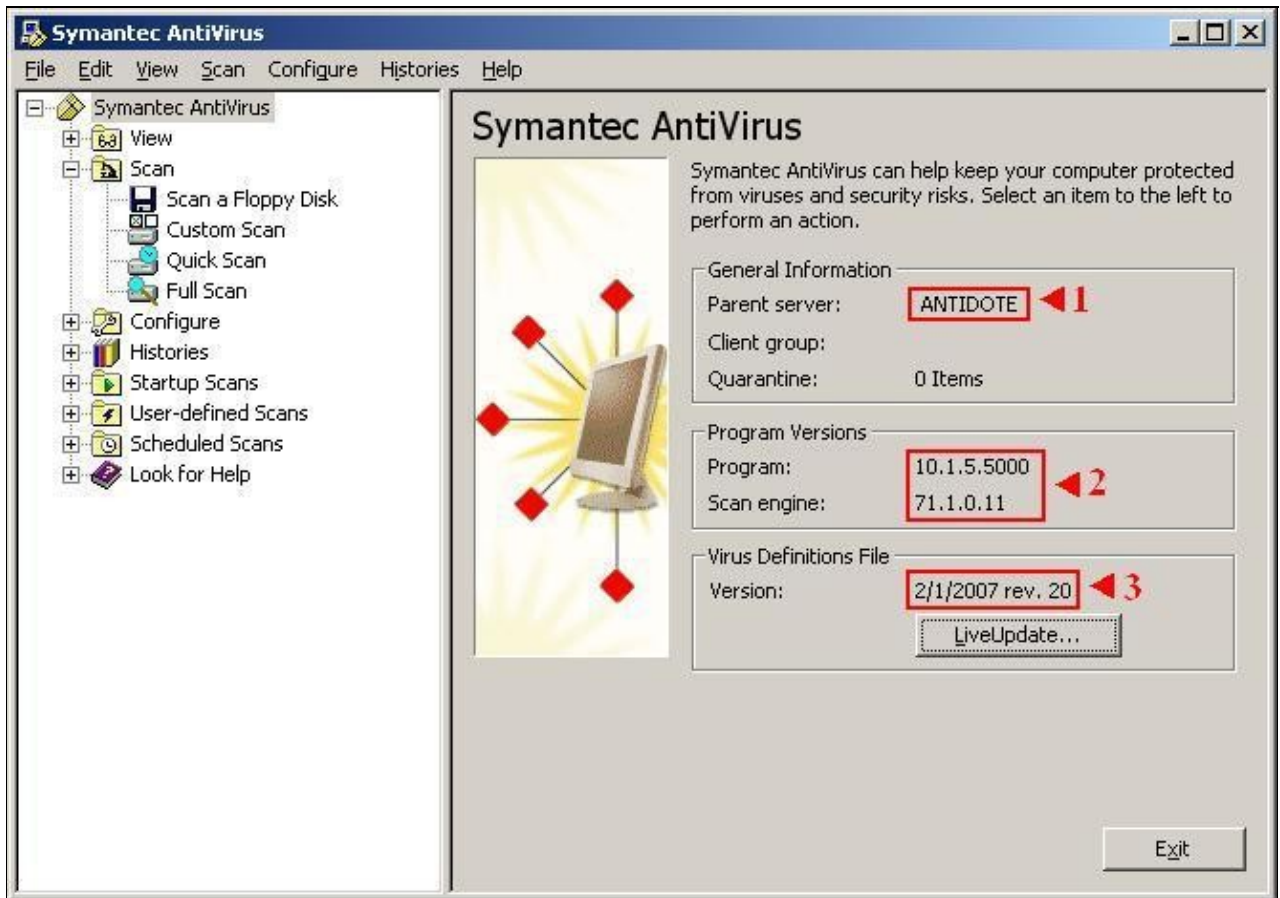 Symantec AntiVirus
File Edit View Scan Configure Histories Help
Symantec AntiVirus
View
Scan
Scan a Floppy Disk
Custom Scan
Quick Scan
Full Scan
Configure
Histories
Startup Scans
User-defined Scans
Scheduled Scans
Look for Help
Symantec AntiVirus
Symantec AntiVirus can help keep your computer protected
from viruses and security risks. Select an item to the left to
perform an action.
General Information
Parent server: ANTIDOTE 1
Client group:
Quarantine: 0 Items
Program Versions
Program: 10.1.5.5000
Scan engine: 71.1.0.11
2
Virus Definitions File
Version: 2/1/2007 rev. 20 3
LiveUpdate...
Exit